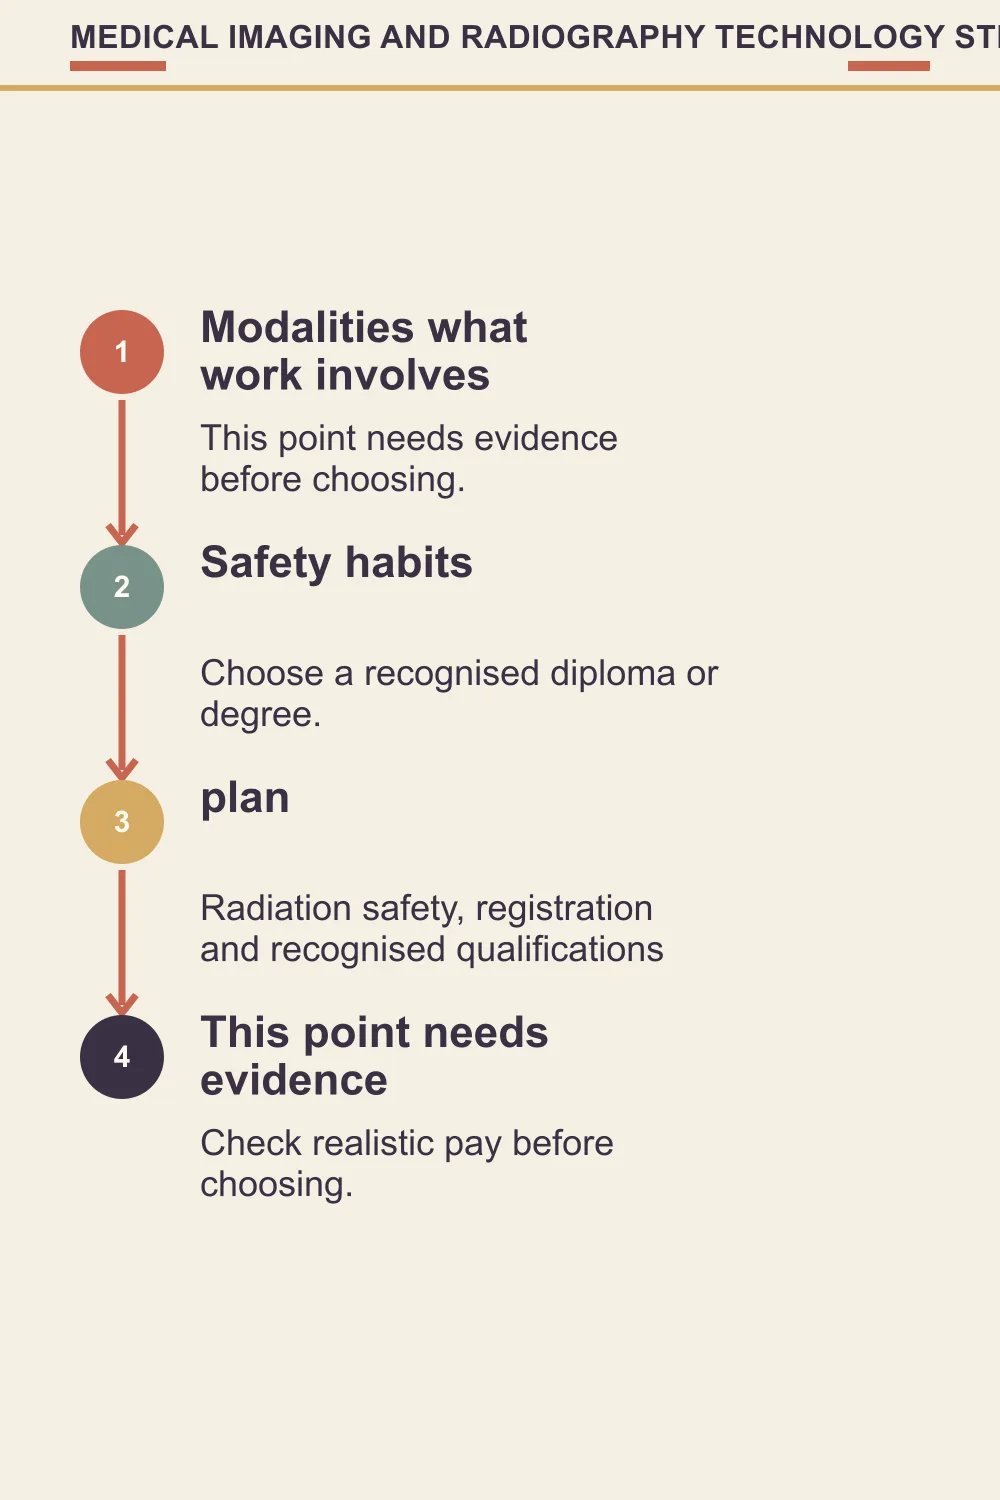 MEDICAL IMAGING AND RADIOGRAPHY TECHNOLOGY
1
Modalities what
work involves
This point needs evidence
before choosing.
2
Safety habits
Choose a recognised diploma or
degree.
3
plan
Radiation safety, registration
and recognised qualifications
4
This point needs
evidence
Check realistic pay before
choosing.